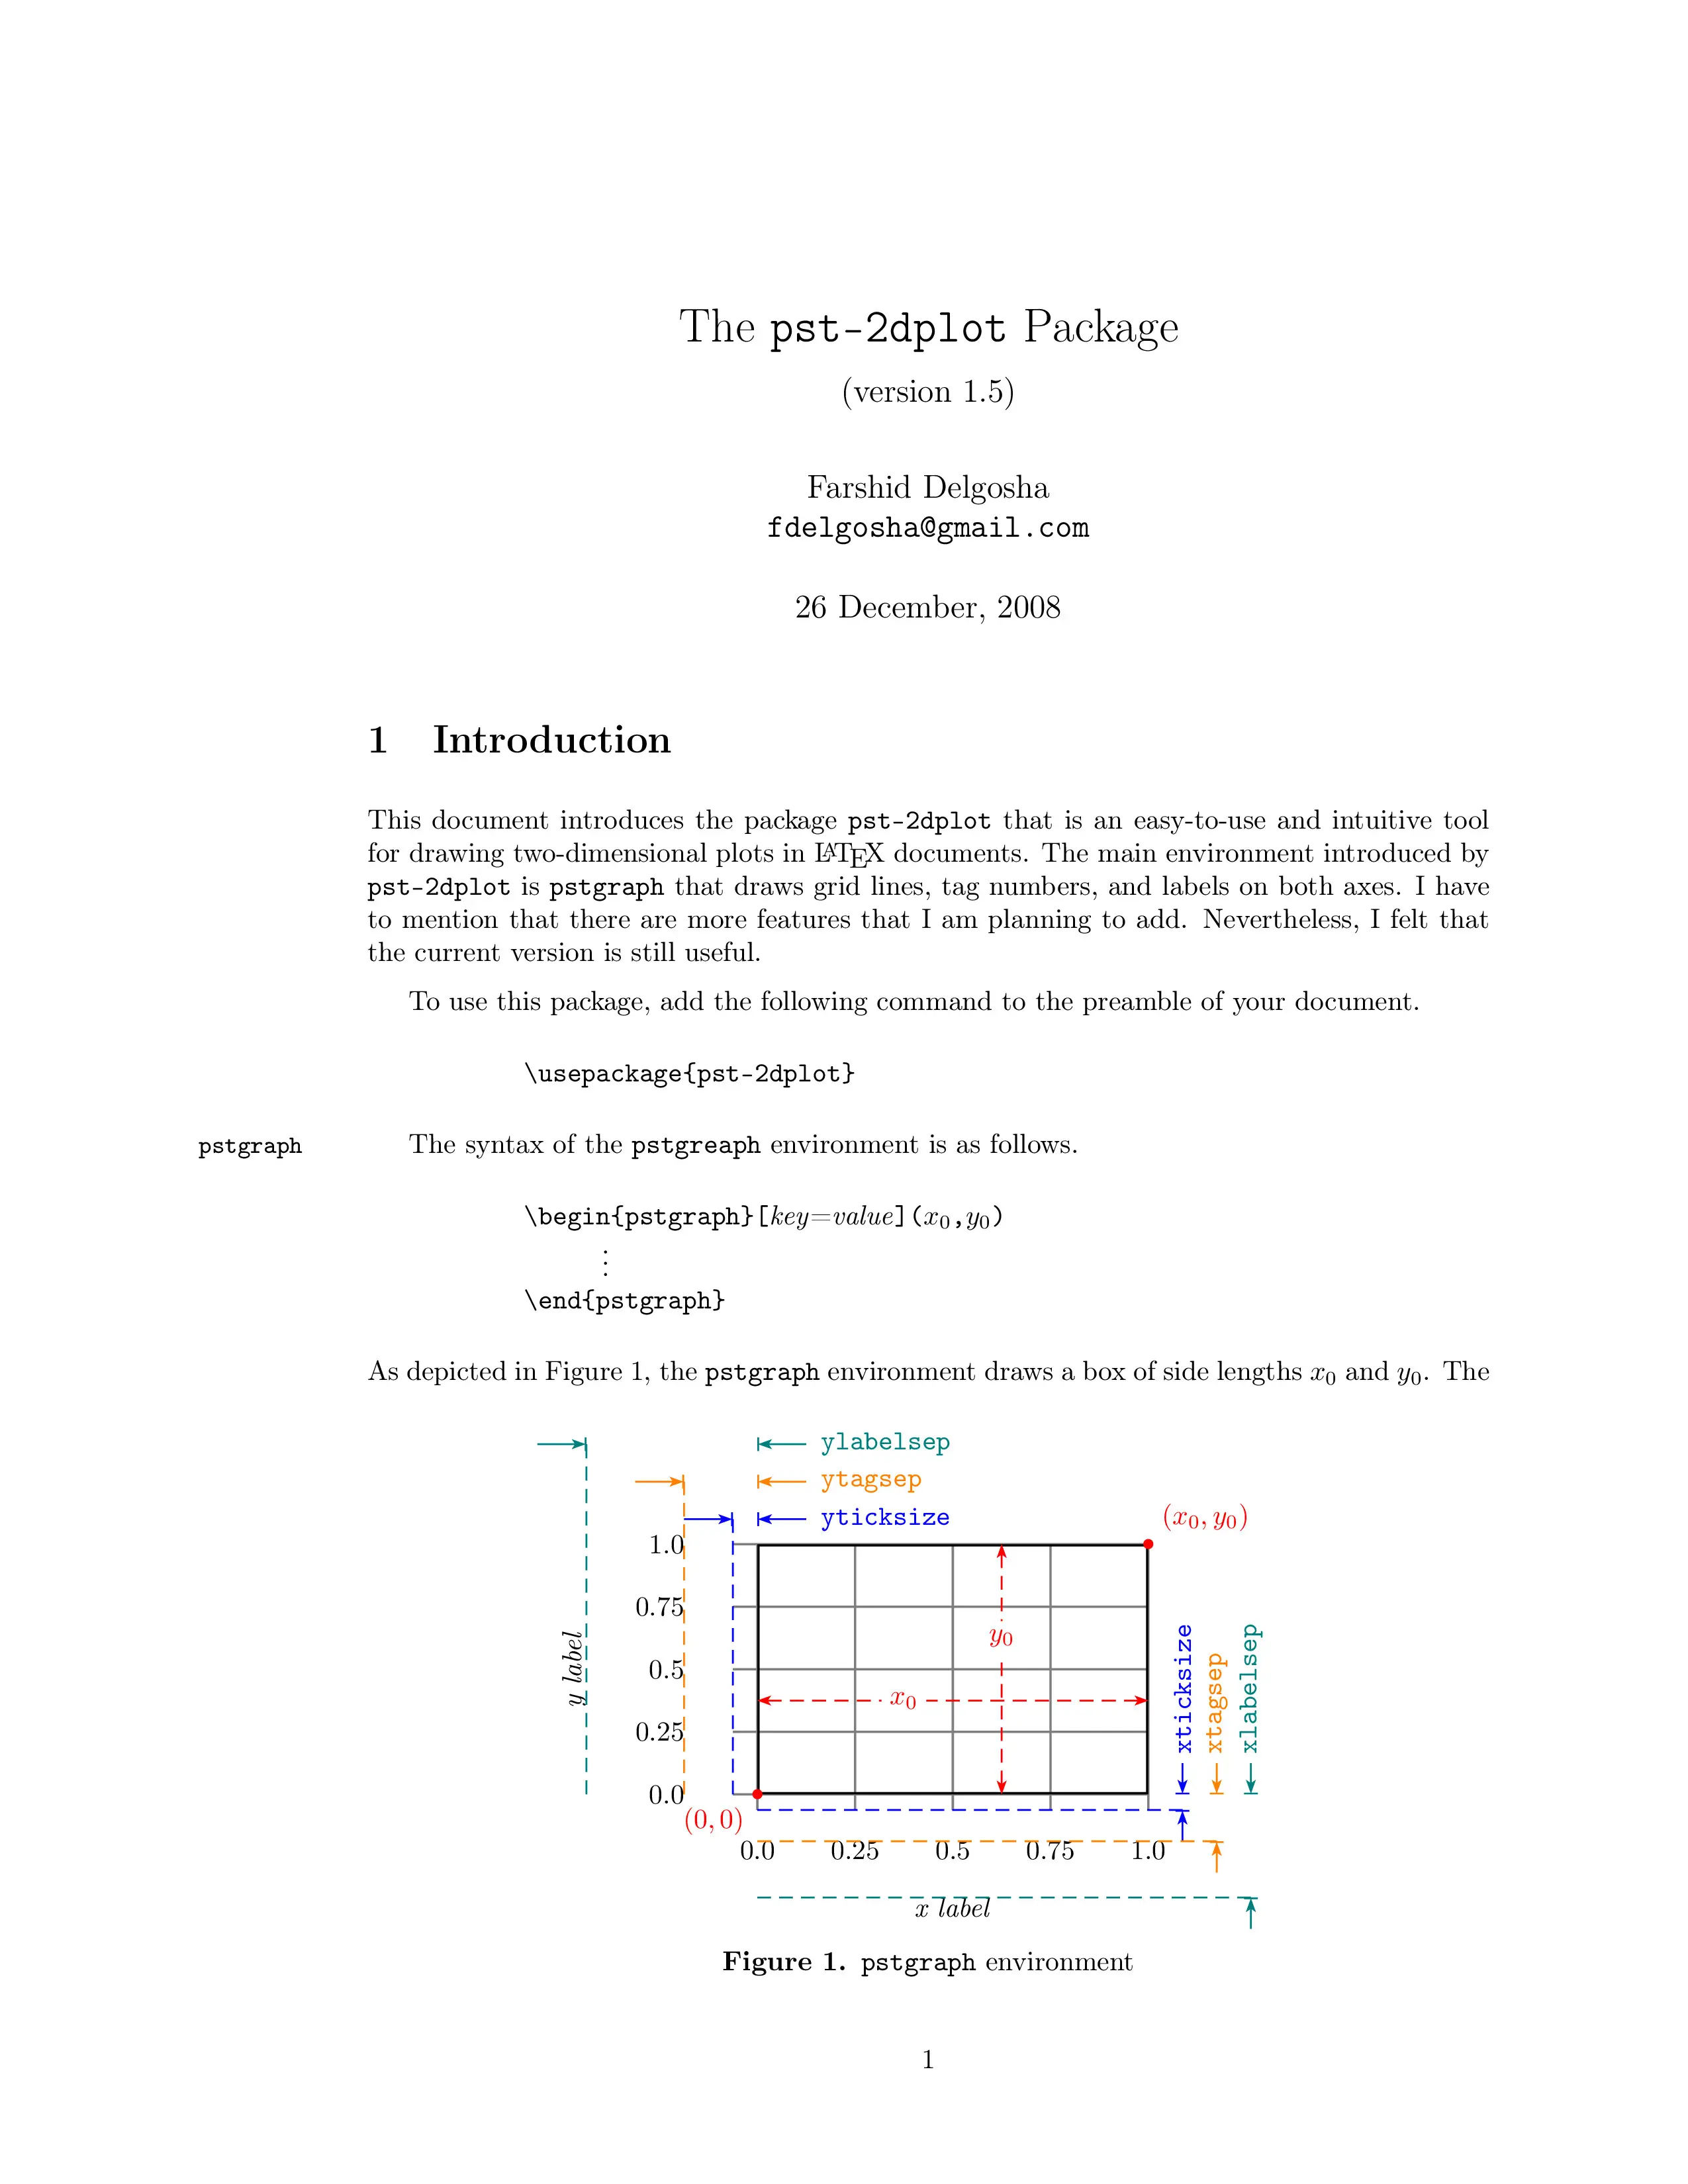 The pst-2dplot Package
(version 1.5)
Farshid Delgosha
fdelgosha@gmail.com
26 December, 2008
1 Introduction
This document introduces the package pst-2dplot that is an easy-to-use and intuitive tool
for drawing two-dimensional plots in LATEX documents. The main environment introduced by
pst-2dplot is pstgraph that draws grid lines, tag numbers, and labels on both axes. I have
to mention that there are more features that I am planning to add. Nevertheless, I felt that
the current version is still useful.
To use this package, add the following command to the preamble of your document.
\usepackage{pst-2dplot}
pstgraph
The syntax of the pstgreaph environment is as follows.
\begin{pstgraph}[key=value](x0,y0)
⋮
\end{pstgraph}
As depicted in Figure 1, the pstgraph environment draws a box of side lengths x0 and y0. The
ylabelsep
ytagsep
yticksize
(x0, y0)
1.0
0.75
0.5
0.25
0.0
y label
y0
x0
xticksize
xtagsep
xlabelsep
(0, 0)
0.0 0.25 0.5 0.75 1.0
x label
Figure 1. pstgraph environment
1